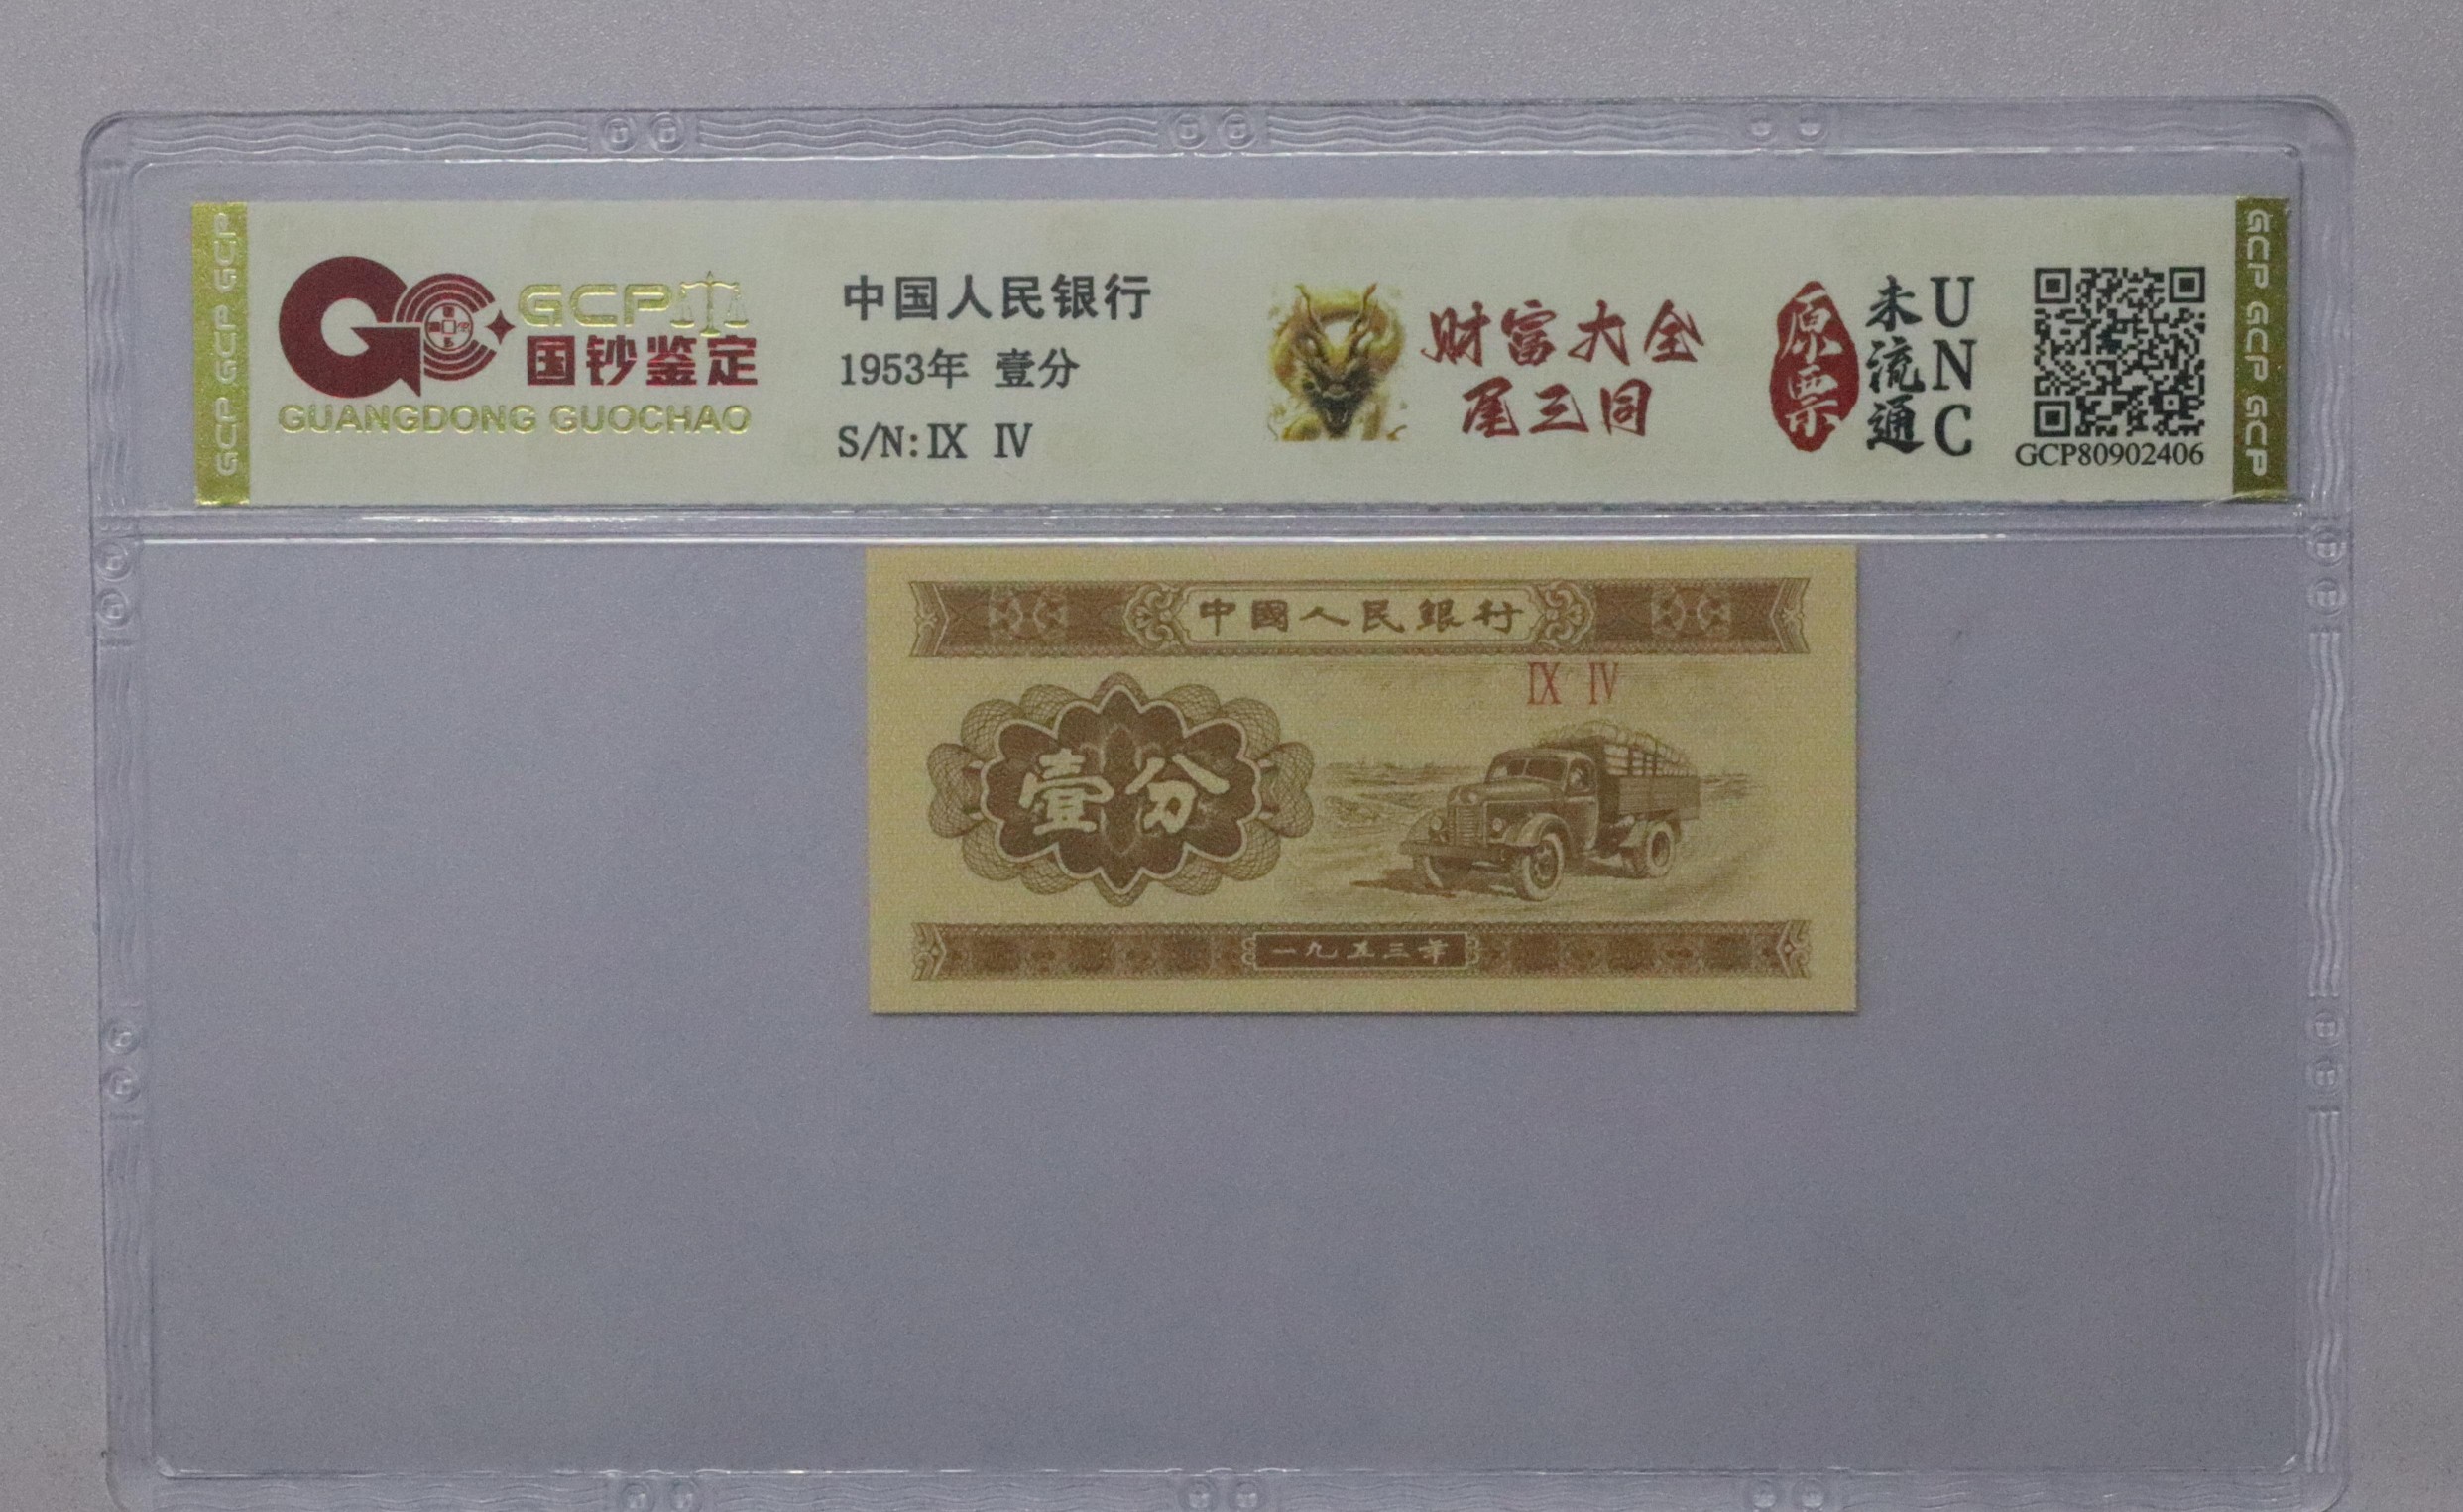 GCP GCP GCP
GCP
国钞鉴定
GUANGDONG GUOCHAO
中国人民银行
1953年 壹分
S/N:Ⅸ Ⅳ
财富大全
尾三同
原票
未流通
UNC
GCP80902406
GCP GCP GCP
中國人民銀行
Ⅸ Ⅳ
壹分
一九五三年